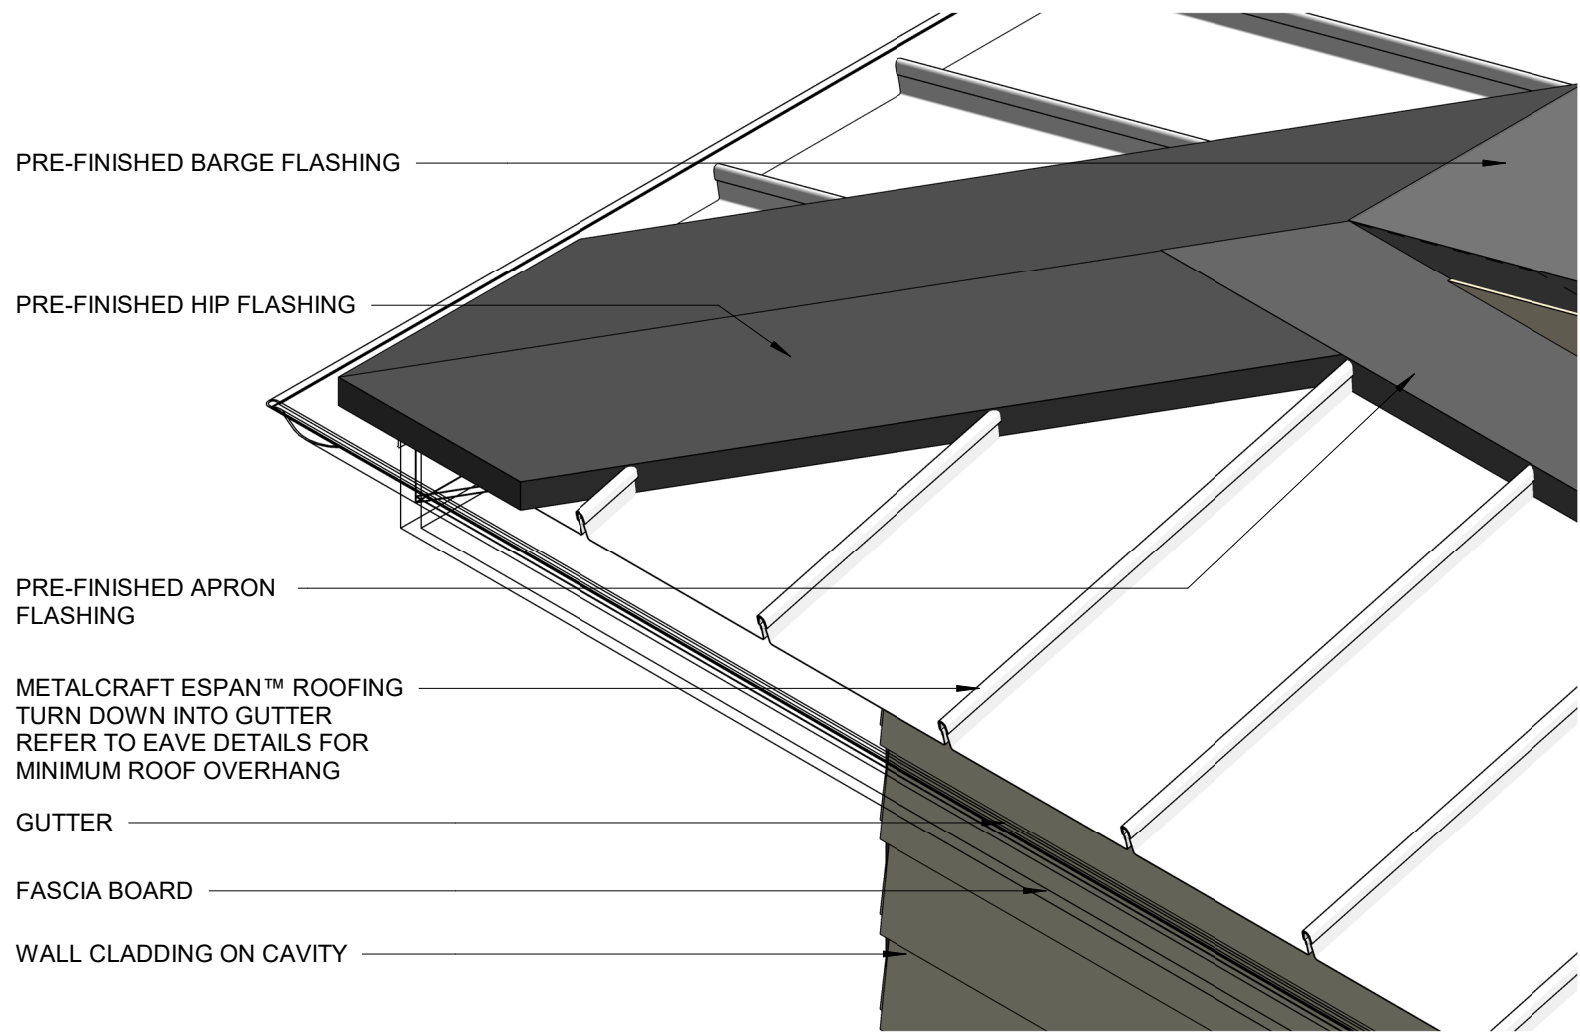 PRE-FINISHED BARGE FLASHING
PRE-FINISHED HIP FLASHING
PRE-FINISHED APRON
FLASHING
METALCRAFT ESPAN™ ROOFING
TURN DOWN INTO GUTTER
REFER TO EAVE DETAILS FOR
MINIMUM ROOF OVERHANG
GUTTER
FASCIA BOARD
WALL CLADDING ON CAVITY